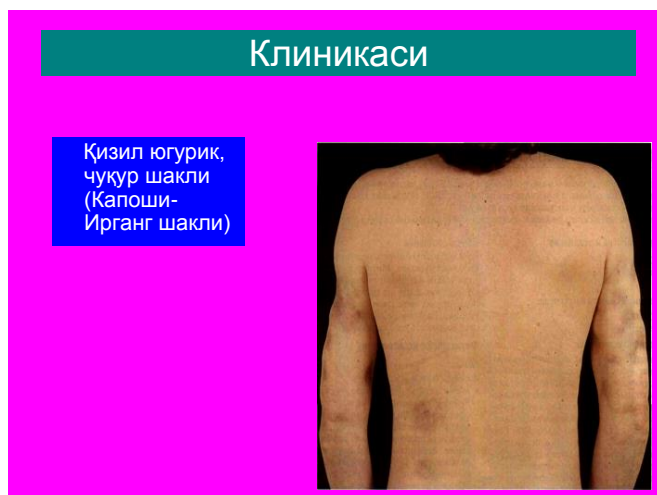 Клиникаси
Қизил югурик,
чуқур шакли
(Капоши-
Ирганг шакли)